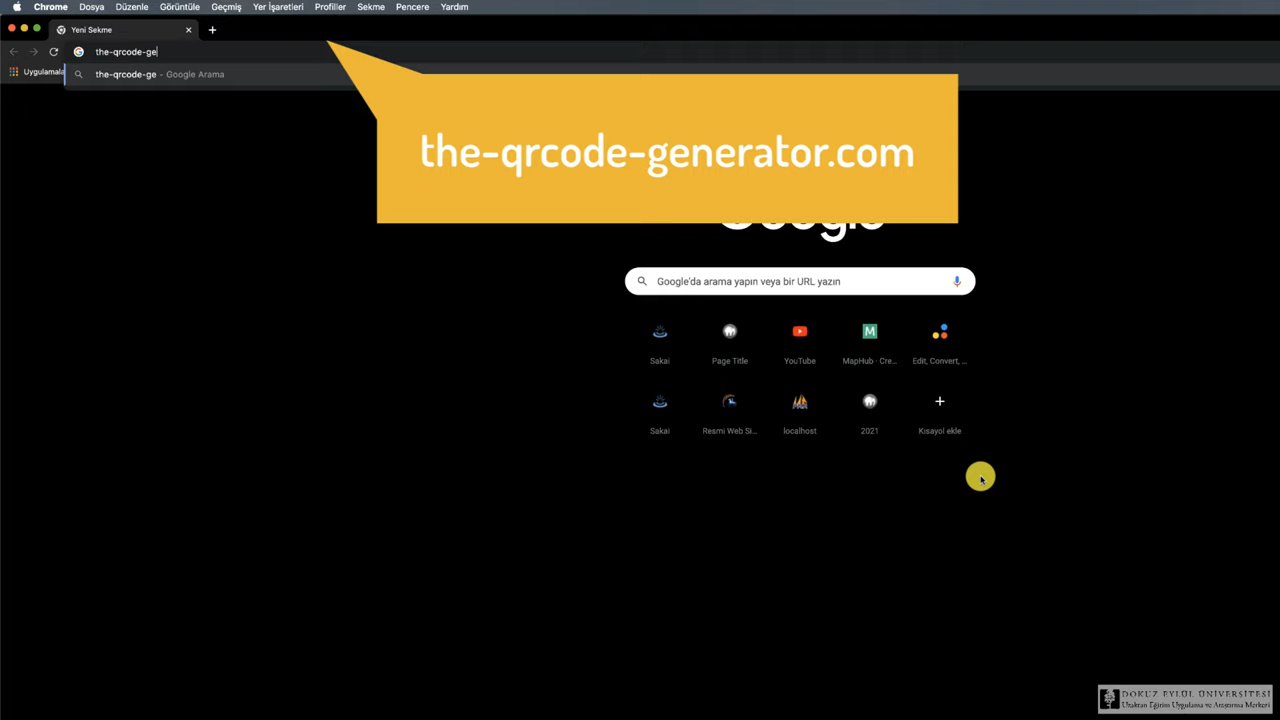 Chrome Dosya Düzenle Görüntüle Geçmiş Yer İşaretleri Profiller Sekme Pencere Yardım
Yeni Sekme
the-qrcode-ge
Uygulamala
the-qrcode-ge - Google Arama
the-qrcode-generator.com
Google
Google'da arama yapın veya bir URL yazın
Sakai Page Title YouTube MapHub - Cre... Edit, Convert, ...
Sakai Resmi Web Si... localhost 2021 Kısayol ekle
DOKUZ EYLÜL ÜNİVERSİTESİ
Uzaktan Eğitim Uygulama ve Araştırma Merkezi